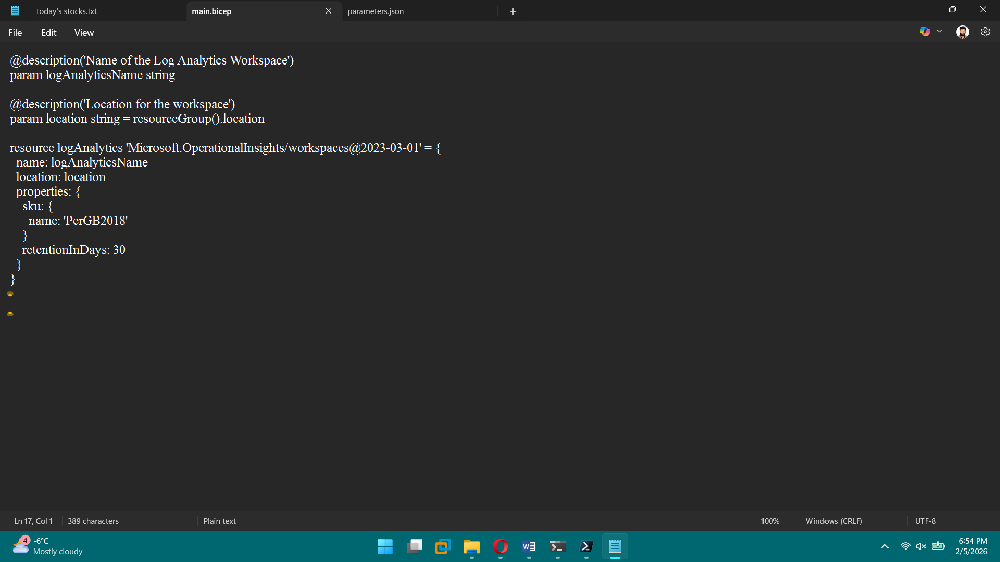 today's stocks.txt
main.bicep
parameters.json
File
Edit
View
@description('Name of the Log Analytics Workspace')
param logAnalyticsName string
@description('Location for the workspace')
param location string = resourceGroup().location
resource logAnalytics 'Microsoft.OperationalInsights/workspaces@2023-03-01' = {
name: logAnalyticsName
location: location
properties: {
sku: {
name: 'PerGB2018'
}
retentionInDays: 30
}
}
Ln 17, Col 1
389 characters
Plain text
100%
Windows (CRLF)
UTF-8
4
-6°C
Mostly cloudy
W
6:54 PM
2/5/2026